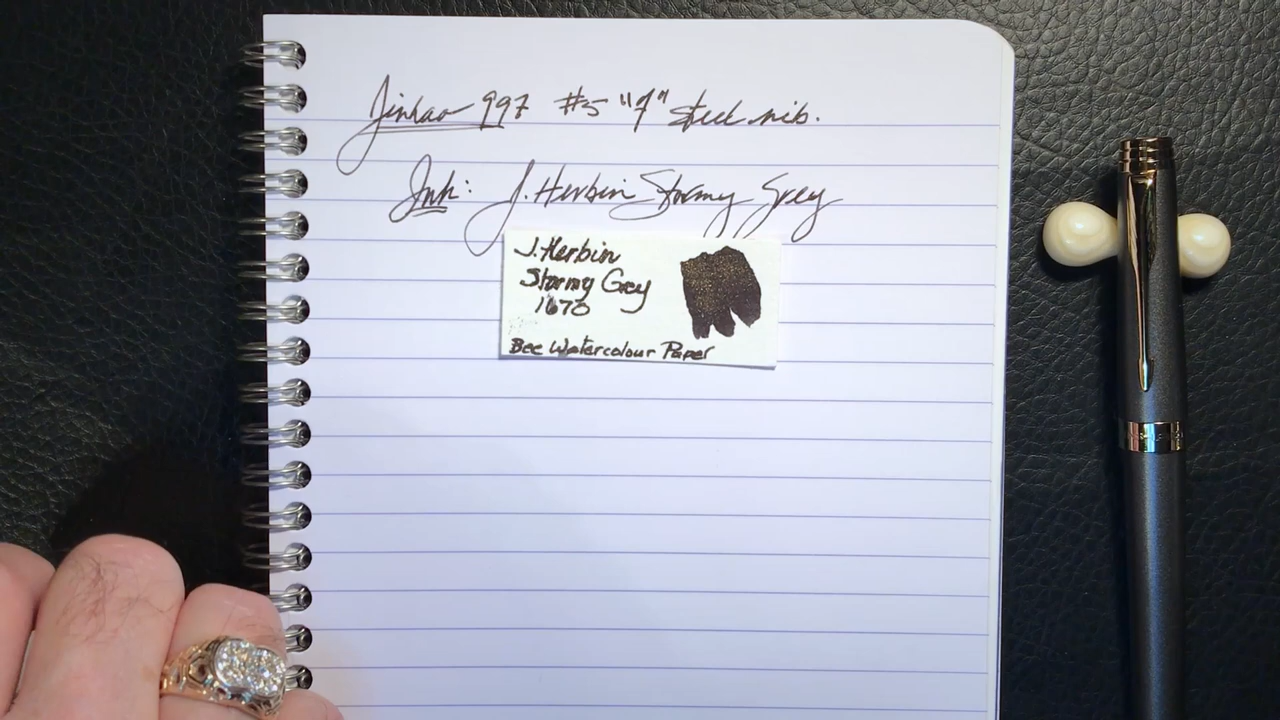 Jinhao 997 #5 "f" steel nib.
Ink: J. Herbin Stormy Grey
J. Herbin
Stormy Grey
1670
Bee Watercolour Paper